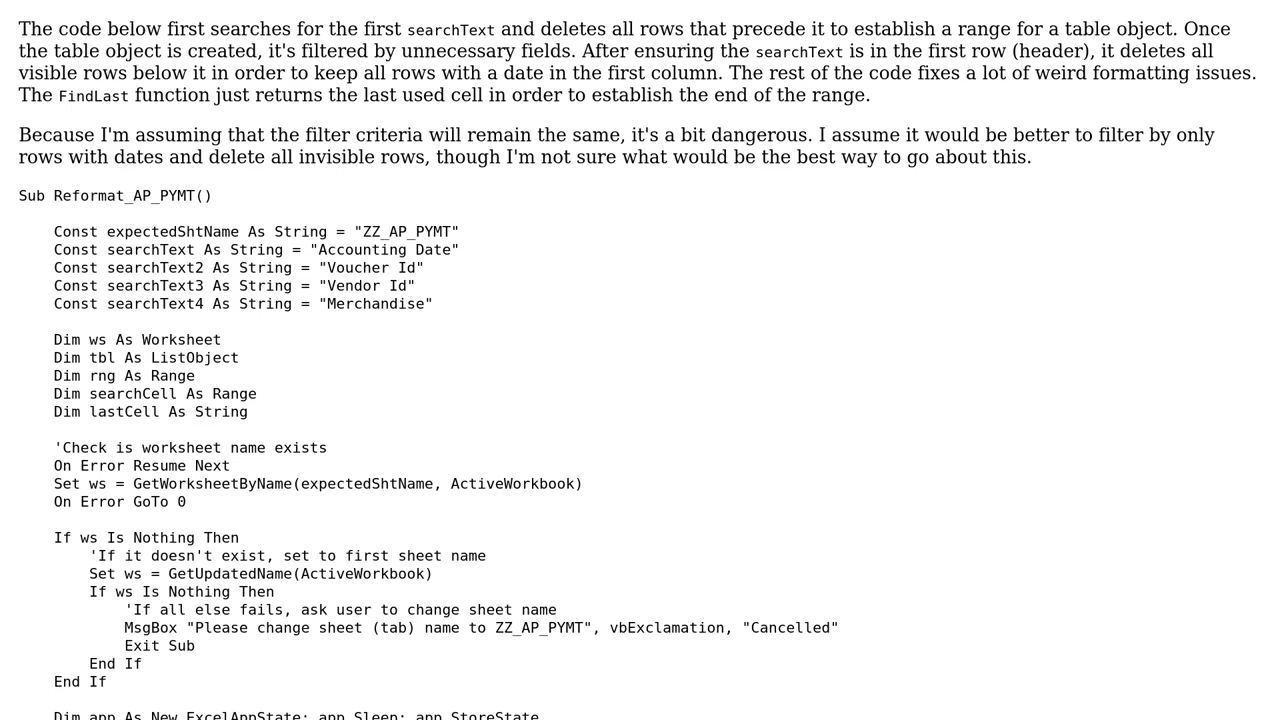 The code below first searches for the first searchText and deletes all rows that precede it to establish a range for a table object. Once
the table object is created, it's filtered by unnecessary fields. After ensuring the searchText is in the first row (header), it deletes all
visible rows below it in order to keep all rows with a date in the first column. The rest of the code fixes a lot of weird formatting issues.
The FindLast function just returns the last used cell in order to establish the end of the range.
Because I'm assuming that the filter criteria will remain the same, it's a bit dangerous. I assume it would be better to filter by only
rows with dates and delete all invisible rows, though I'm not sure what would be the best way to go about this.
Sub Reformat_AP_PYMT()
Const expectedShtName As String = "ZZ_AP_PYMT"
Const searchText As String = "Accounting Date"
Const searchText2 As String = "Voucher Id"
Const searchText3 As String = "Vendor Id"
Const searchText4 As String = "Merchandise"
Dim ws As Worksheet
Dim tbl As ListObject
Dim rng As Range
Dim searchCell As Range
Dim lastCell As String
'Check is worksheet name exists
On Error Resume Next
Set ws = GetWorksheetByName(expectedShtName, ActiveWorkbook)
On Error GoTo 0
If ws Is Nothing Then
'If it doesn't exist, set to first sheet name
Set ws = GetUpdatedName(ActiveWorkbook)
If ws Is Nothing Then
'If all else fails, ask user to change sheet name
MsgBox "Please change sheet (tab) name to ZZ_AP_PYMT", vbExclamation, "Cancelled"
Exit Sub
End If
End If
Dim app As New ExcelAppState: app.Sleep: app.StoreState